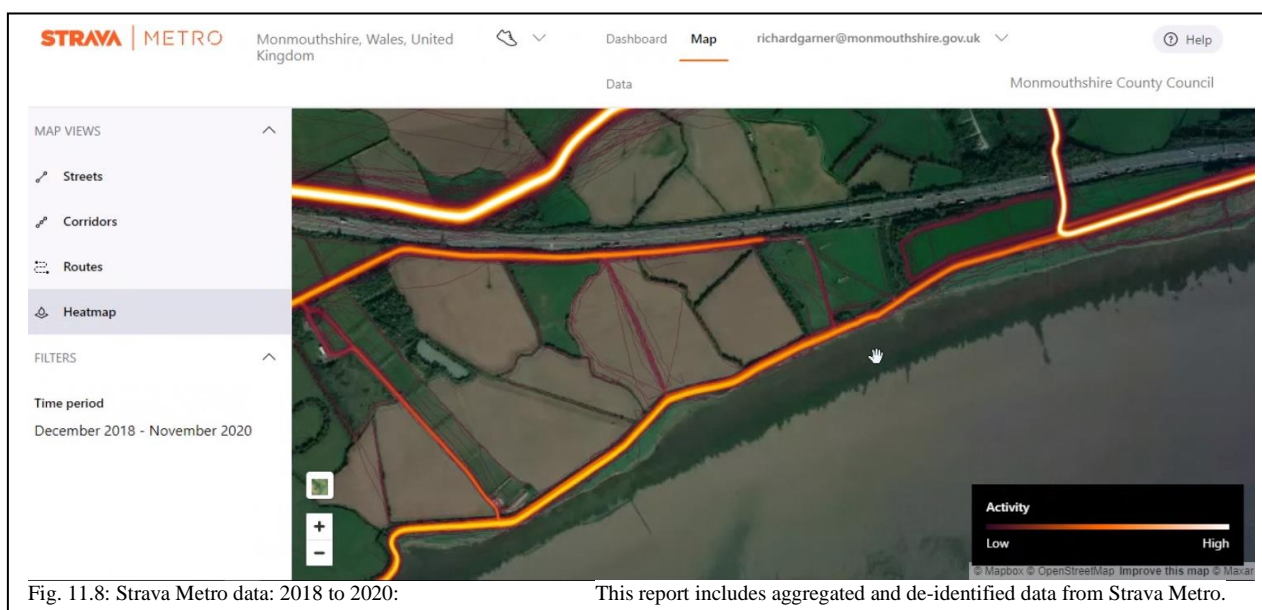 STRAVA | METRO
Monmouthshire, Wales, United
Kingdom
Dashboard Map richardgarner@monmouthshire.gov.uk
Help
Data
Monmouthshire County Council
MAP VIEWS
Streets
Corridors
Routes
Heatmap
FILTERS
Time period
December 2018 - November 2020
Activity
Low High
© Mapbox © OpenStreetMap Improve this map © Maxar
Fig. 11.8: Strava Metro data: 2018 to 2020: This report includes aggregated and de-identified data from Strava Metro.